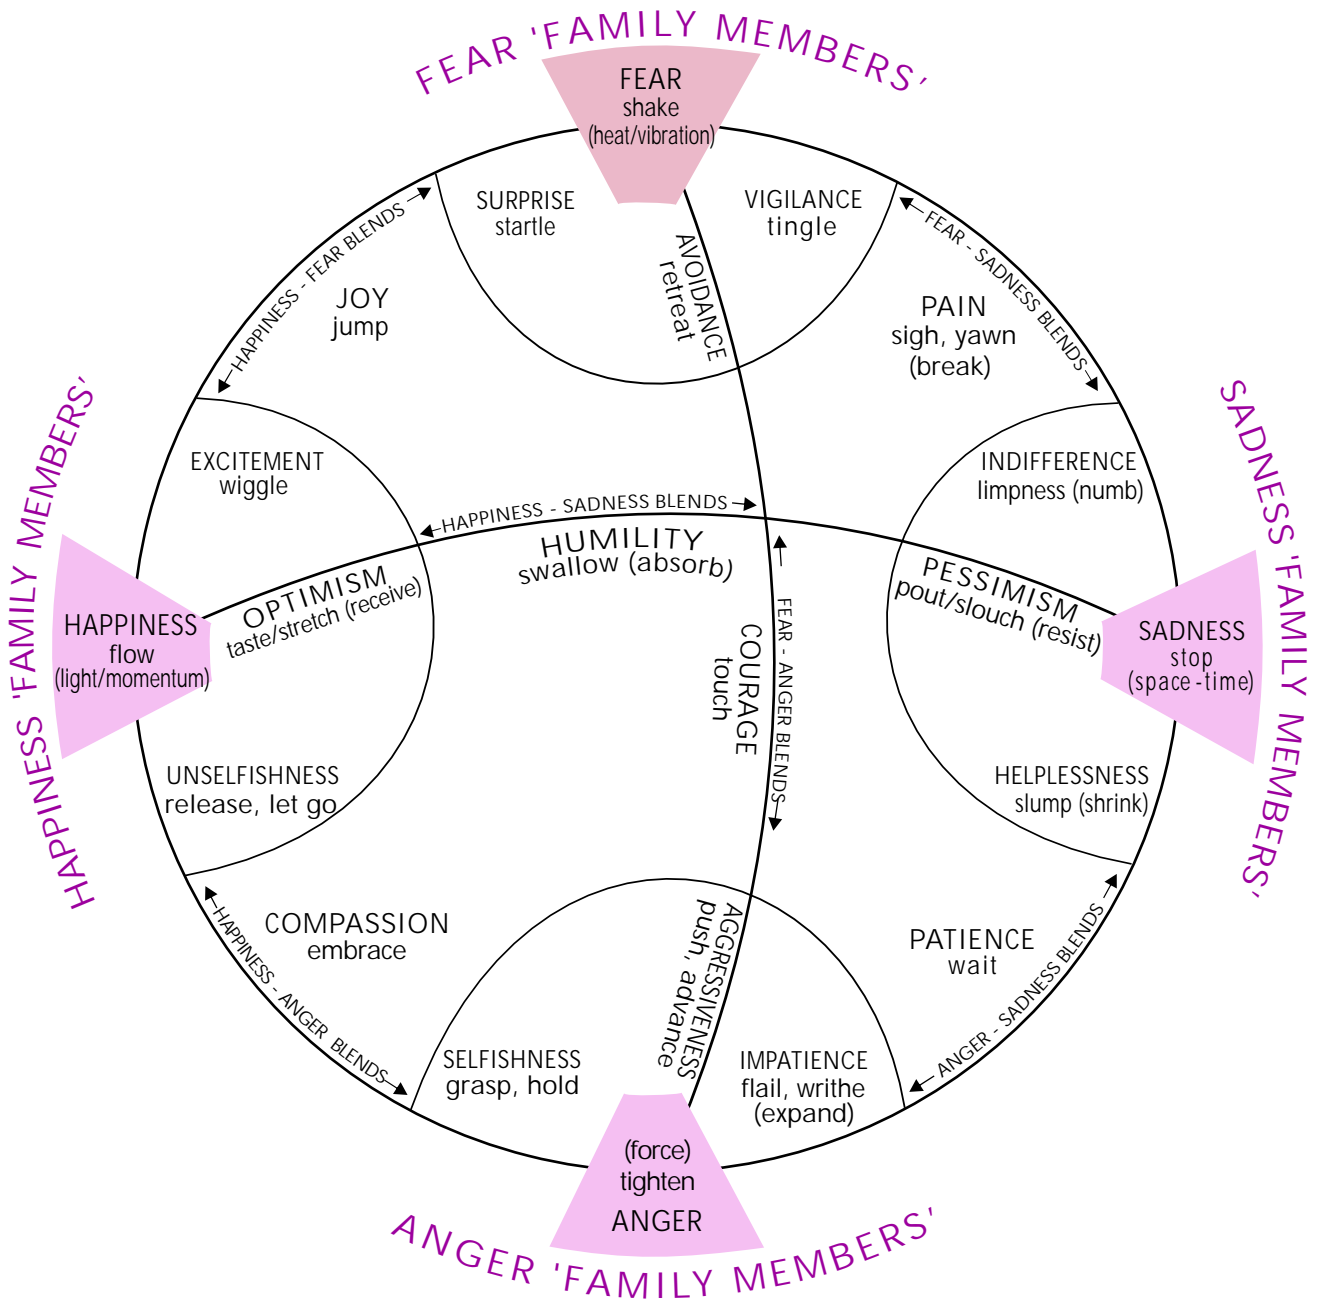 FEAR 'FAMILY MEMBERS'
FEAR
shake
(heat/vibration)
SURPRISE
startle
VIGILANCE
tingle
AVOIDANCE
retreat
HAPPINESS - FEAR BLENDS
FEAR - SADNESS BLENDS
JOY
jump
PAIN
sigh, yawn
(break)
HAPPINESS 'FAMILY MEMBERS'
SADNESS 'FAMILY MEMBERS'
EXCITEMENT
wiggle
INDIFFERENCE
limpness (numb)
HAPPINESS - SADNESS BLENDS
HUMILITY
swallow (absorb)
OPTIMISM
taste/stretch (receive)
PESSIMISM
pout/slouch (resist)
HAPPINESS
flow
(light/momentum)
SADNESS
stop
(space-time)
COURAGE
touch
FEAR - ANGER BLENDS
UNSELFISHNESS
release, let go
HELPLESSNESS
slump (shrink)
COMPASSION
embrace
PATIENCE
wait
HAPPINESS - ANGER BLENDS
ANGER - SADNESS BLENDS
AGGRESSIVENESS
push, advance
SELFISHNESS
grasp, hold
IMPATIENCE
flail, writhe
(expand)
(force)
tighten
ANGER
ANGER 'FAMILY MEMBERS'